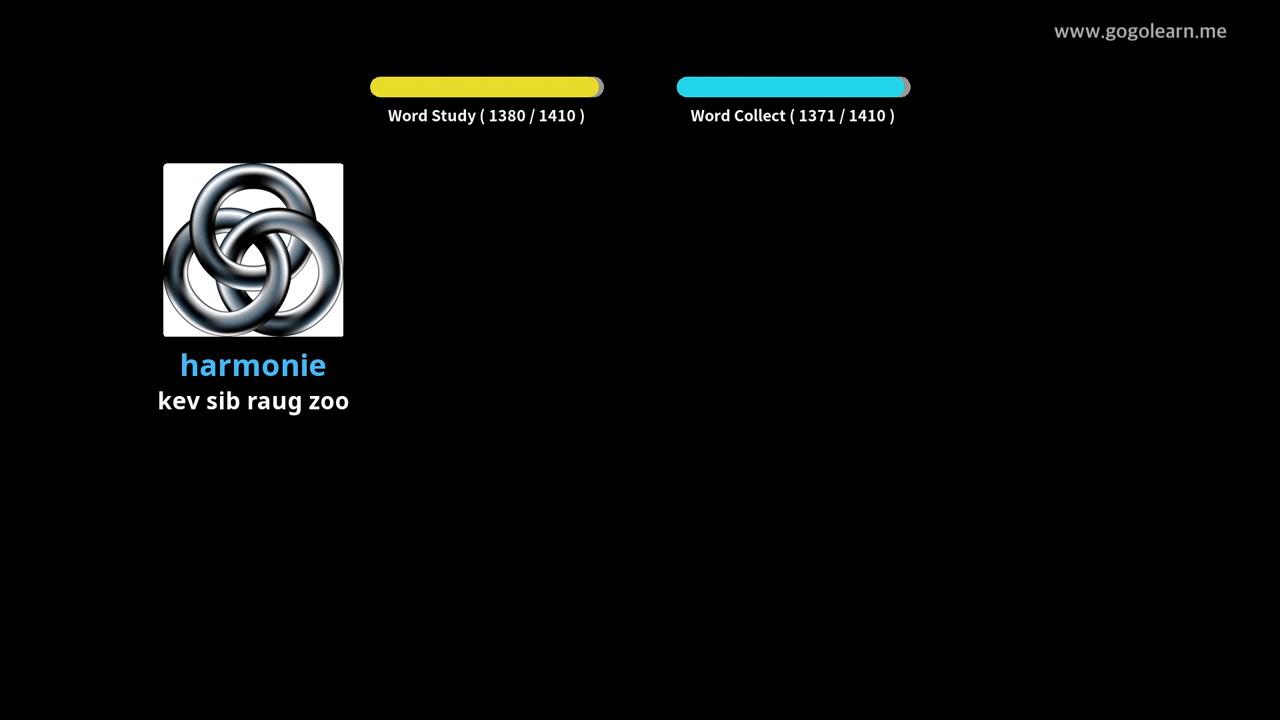 www.gogolearn.me
Word Study ( 1380 / 1410 )
Word Collect ( 1371 / 1410 )
harmonie
kev sib raug zoo